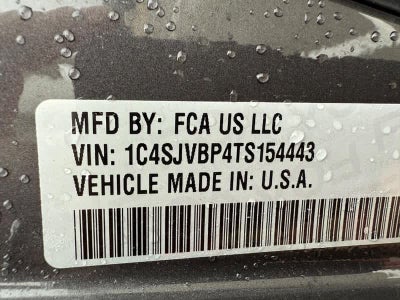 MFD BY: FCA US LLC
VIN: 1C4SJVBP4TS154443
VEHICLE MADE IN: U.S.A.